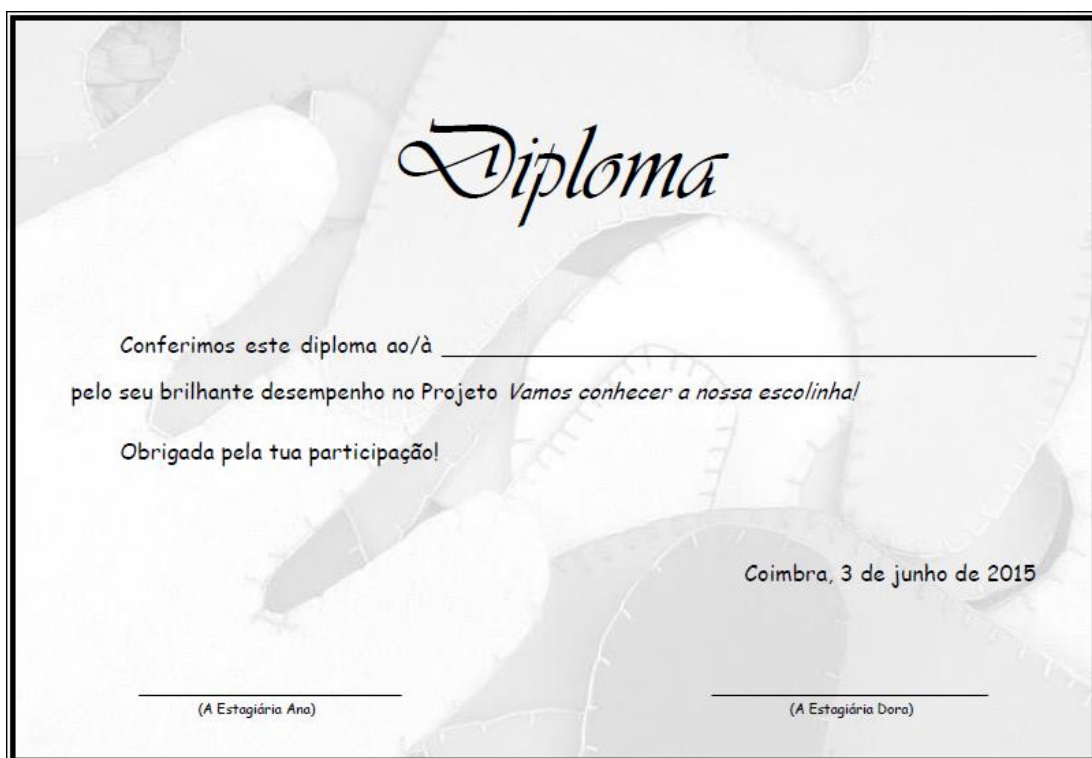 Diploma
Conferimos este diploma ao/à
pelo seu brilhante desempenho no Projeto Vamos conhecer a nossa escolinha!
Obrigada pela tua participação!
Coimbra, 3 de junho de 2015
(A Estagiária Ana)
(A Estagiária Dora)